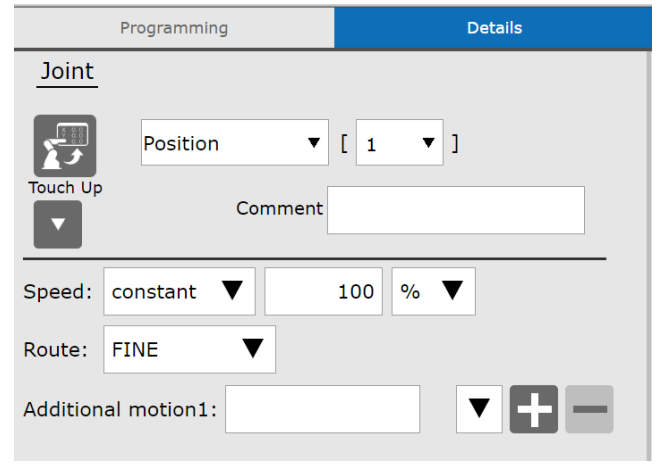 Programming Details
Joint
Position [ 1 ]
Touch Up
Comment
Speed: constant 100 %
Route: FINE
Additional motion1: